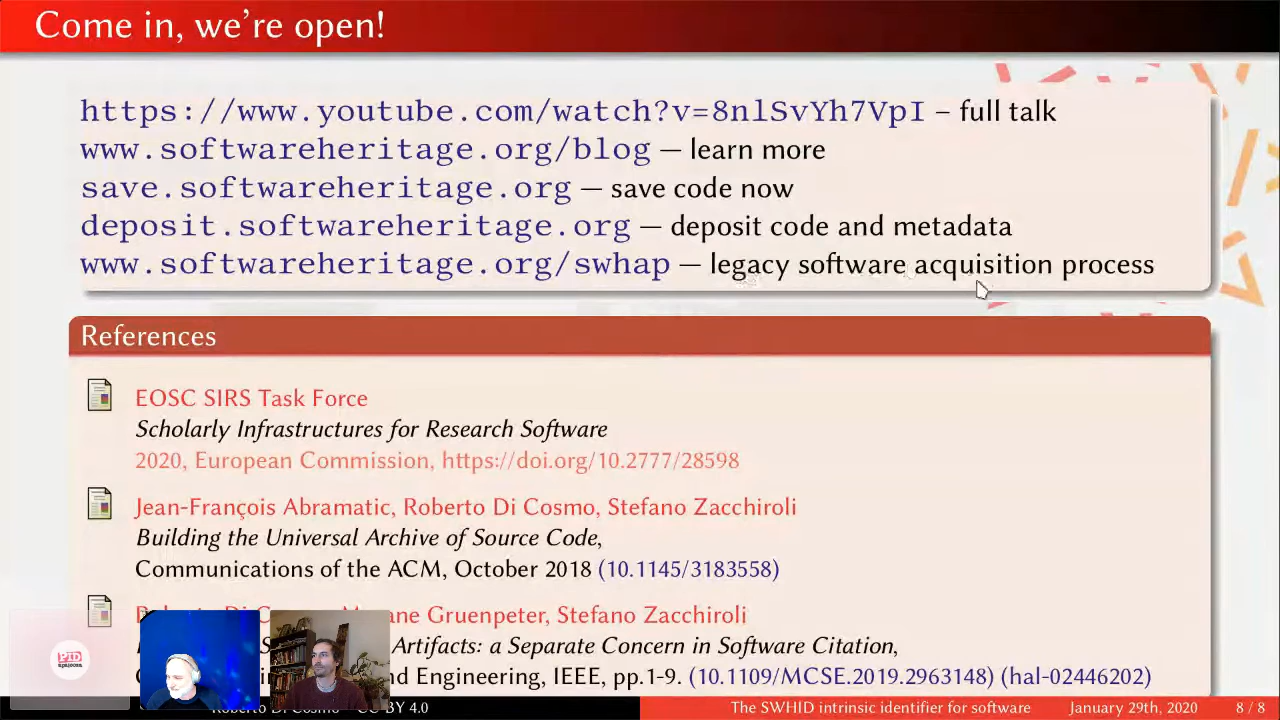 Come in, we're open!
https://www.youtube.com/watch?v=8nlSvYh7VpI – full talk
www.softwareheritage.org/blog — learn more
save.softwareheritage.org — save code now
deposit.softwareheritage.org — deposit code and metadata
www.softwareheritage.org/swhap — legacy software acquisition process
References
EOSC SIRS Task Force
Scholarly Infrastructures for Research Software
2020, European Commission, https://doi.org/10.2777/28598
Jean-François Abramatic, Roberto Di Cosmo, Stefano Zacchiroli
Building the Universal Archive of Source Code,
Communications of the ACM, October 2018 (10.1145/3183558)
Gruenpeter, Stefano Zacchiroli
Artifacts: a Separate Concern in Software Citation,
and Engineering, IEEE, pp.1-9. (10.1109/MCSE.2019.2963148) (hal-02446202)
PID
Roberto Di Cosmo CC-BY 4.0
The SWHID intrinsic identifier for software
January 29th, 2020
8 / 8